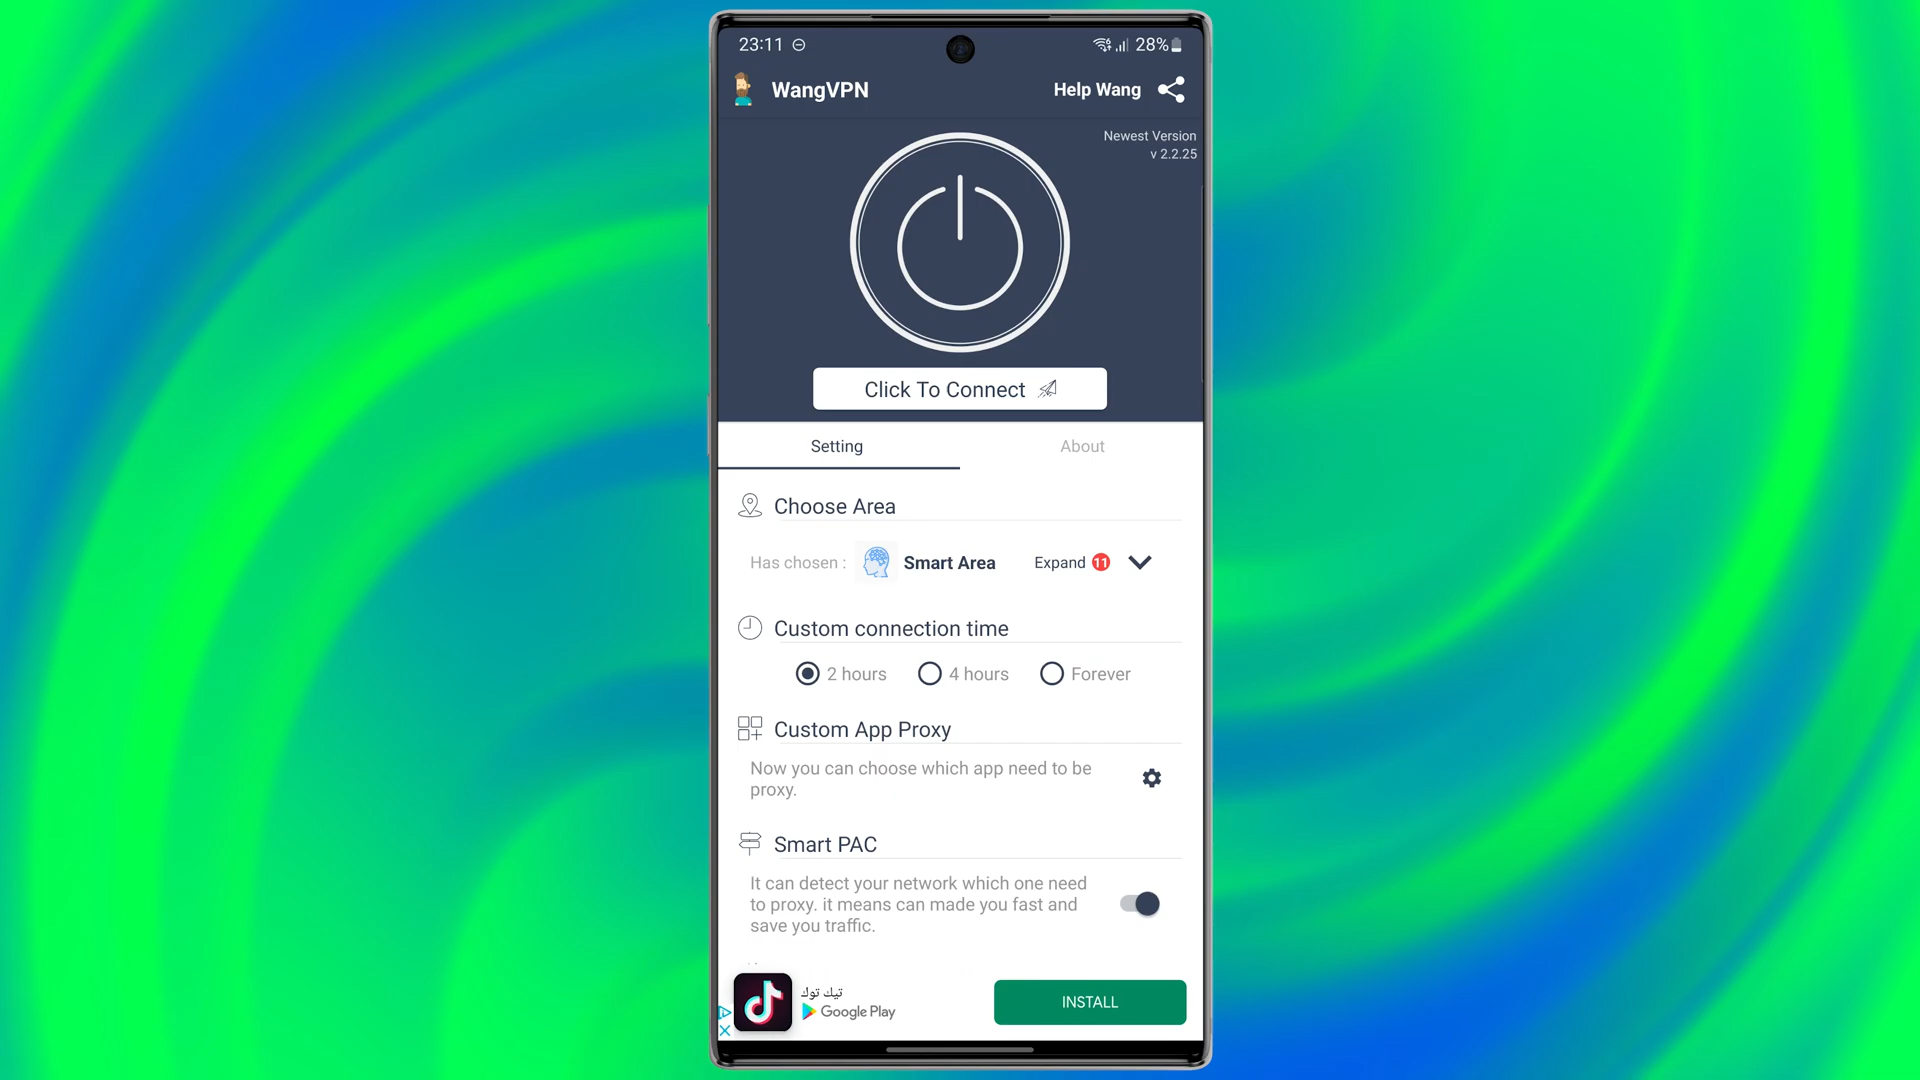 23:11 28%
WangVPN Help Wang
Newest Version
v 2.2.25
Click To Connect
Setting About
Choose Area
Has chosen : Smart Area Expand 11
Custom connection time
2 hours 4 hours Forever
Custom App Proxy
Now you can choose which app need to be
proxy.
Smart PAC
It can detect your network which one need
to proxy. it means can made you fast and
save you traffic.
تيك توك
Google Play
INSTALL